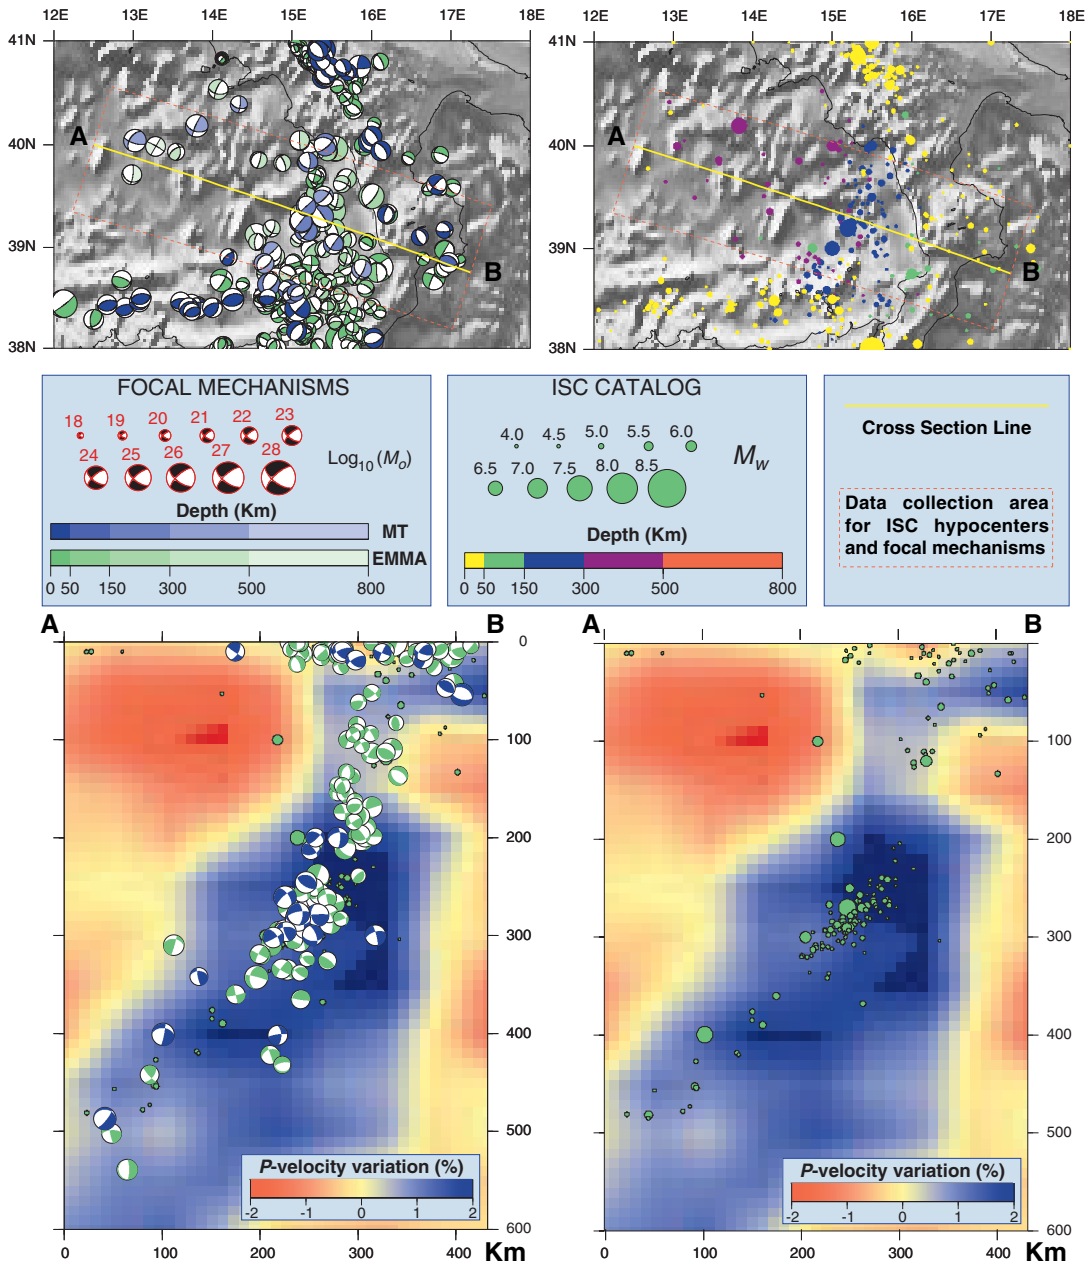 12E 13E 14E 15E 16E 17E 18E
12E 13E 14E 15E 16E 17E 18E
41N
40N
39N
38N
A
B
41N
40N
39N
38N
A
B
FOCAL MECHANISMS
18 19 20 21 22 23
24 25 26 27 28
Log10(Mo)
Depth (Km)
MT
EMMA
0 50 150 300 500 800
ISC CATALOG
4.0 4.5 5.0 5.5 6.0
6.5 7.0 7.5 8.0 8.5
Mw
Depth (Km)
0 50 150 300 500 800
Cross Section Line
Data collection area
for ISC hypocenters
and focal mechanisms
A B
0
100
200
300
400
500
600
P-velocity variation (%)
-2 -1 0 1 2
0 100 200 300 400 Km
A B
100
200
300
400
500
600
P-velocity variation (%)
-2 -1 0 1 2
0 100 200 300 400 Km